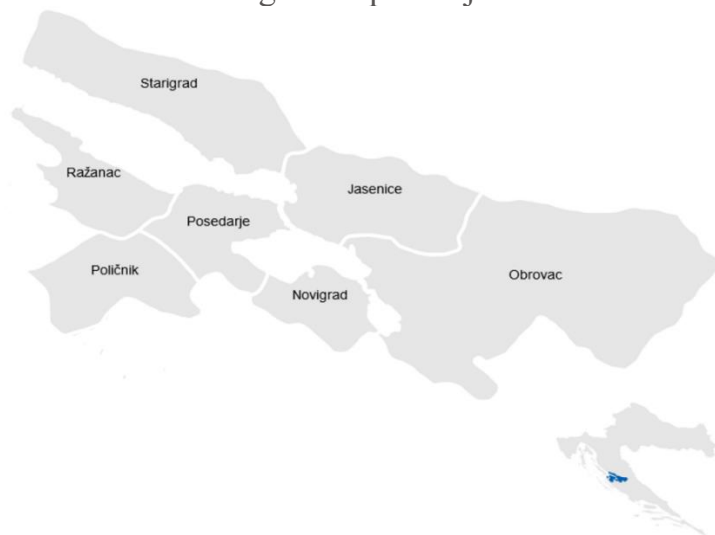 Starigrad
Ražanac
Jasenice
Posedarje
Poličnik
Obrovac
Novigrad